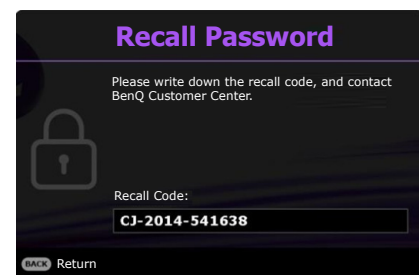 Recall Password
Please write down the recall code, and contact
BenQ Customer Center.
Recall Code:
CJ-2014-541638
BACK Return